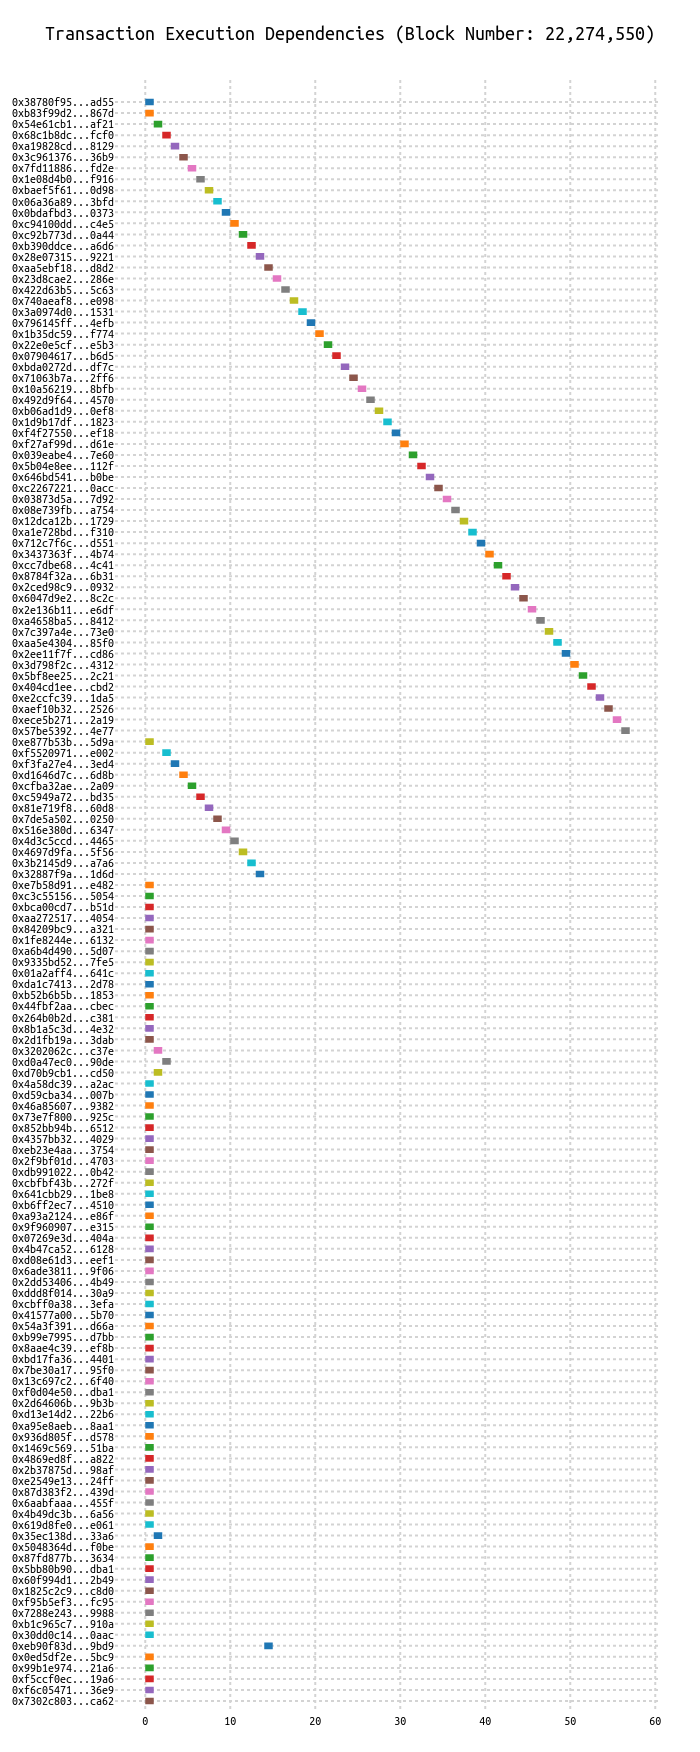 Transaction Execution Dependencies (Block Number: 22,274,550)
0x38780f95...ad55
0xb83f99d2...867d
0x54e61cb1...af21
0x68c1b8dc...fcf0
0xa19828cd...8129
0x3c961376...36b9
0x7fd11886...fd2e
0x1e08d4b0...f916
0xbaef5f61...0d98
0x06a36a89...3bfd
0x0bdafbd3...0373
0xc94100dd...c4e5
0xc92b773d...0a44
0xb390ddce...a6d6
0x28e07315...9221
0xaa5ebf18...d8d2
0x23d8cae2...286e
0x422d63b5...5c63
0x740aeaf8...e098
0x3a0974d0...1531
0x796145ff...4efb
0x1b35dc59...f774
0x22e0e5cf...e5b3
0x07904617...b6d5
0xbda0272d...df7c
0x71063b7a...2ff6
0x10a56219...8bfb
0x492d9f64...4570
0xb06ad1d9...0ef8
0x1d9b17df...1823
0xf4f27550...ef18
0xf27af99d...d61e
0x039eabe4...7e60
0x5b04e8ee...112f
0x646bd541...b0be
0xc2267221...0acc
0x03873d5a...7d92
0x08e739fb...a754
0x12dca12b...1729
0xa1e728bd...f310
0x712c7f6c...d551
0x3437363f...4b74
0xcc7dbe68...4c41
0x8784f32a...6b31
0x2ced98c9...0932
0x6047d9e2...8c2c
0x2e136b11...e6df
0xa4658ba5...8412
0x7c397a4e...73e0
0xaa5e4304...85f0
0x2ee11f7f...cd86
0x3d798f2c...4312
0x5bf8ee25...2c21
0x404cd1ee...cbd2
0xe2ccfc39...1da5
0xaef10b32...2526
0xece5b271...2a19
0x57be5392...4e77
0xe877b53b...5d9a
0xf5520971...e002
0xf3fa27e4...3ed4
0xd1646d7c...6d8b
0xcfba32ae...2a09
0xc5949a72...bd35
0x81e719f8...60d8
0x7de5a502...0250
0x516e380d...6347
0x4d3c5ccd...4465
0x4697d9fa...5f56
0x3b2145d9...a7a6
0x32887f9a...1d6d
0xe7b58d91...e482
0xc3c55156...5054
0xbca00cd7...b51d
0xaa272517...4054
0x84209bc9...a321
0x1fe8244e...6132
0xa6b4d490...5d07
0x9335bd52...7fe5
0x01a2aff4...641c
0xda1c7413...2d78
0xb52b6b5b...1853
0x44fbf2aa...cbec
0x264b0b2d...c381
0x8b1a5c3d...4e32
0x2d1fb19a...3dab
0x3202062c...c37e
0xd0a47ec0...90de
0xd70b9cb1...cd50
0x4a58dc39...a2ac
0xd59cba34...007b
0x46a85607...9382
0x73e7f800...925c
0x852bb94b...6512
0x4357bb32...4029
0xeb23e4aa...3754
0x2f9bf01d...4703
0xdb991022...0b42
0xcbfbf43b...272f
0x641cbb29...1be8
0xb6ff2ec7...4510
0xa93a2124...e86f
0x9f960907...e315
0x07269e3d...404a
0x4b47ca52...6128
0xd08e61d3...eef1
0x6ade3811...9f06
0x2dd53406...4b49
0xddd8f014...30a9
0xcbff0a38...3efa
0x41577a00...5b70
0x54a3f391...d66a
0xb99e7995...d7bb
0x8aae4c39...ef8b
0xbd17fa36...4401
0x7be30a17...95f0
0x13c697c2...6f40
0xf0d04e50...dba1
0x2d64606b...9b3b
0xd13e14d2...22b6
0xa95e8aeb...8aa1
0x936d805f...d578
0x1469c569...51ba
0x4869ed8f...a822
0x2b37875d...98af
0xe2549e13...24ff
0x87d383f2...439d
0x6aabfaaa...455f
0x4b49dc3b...6a56
0x619d8fe0...e061
0x35ec138d...33a6
0x5048364d...f0be
0x87fd877b...3634
0x5bb80b90...dba1
0x60f994d1...2b49
0x1825c2c9...c8d0
0xf95b5ef3...fc95
0x7288e243...9988
0xb1c965c7...910a
0x30dd0c14...0aac
0xeb90f83d...9bd9
0x0ed5df2e...5bc9
0x99b1e974...21a6
0xf5ccf0ec...19a6
0xf6c05471...36e9
0x7302c803...ca62
0 10 20 30 40 50 60